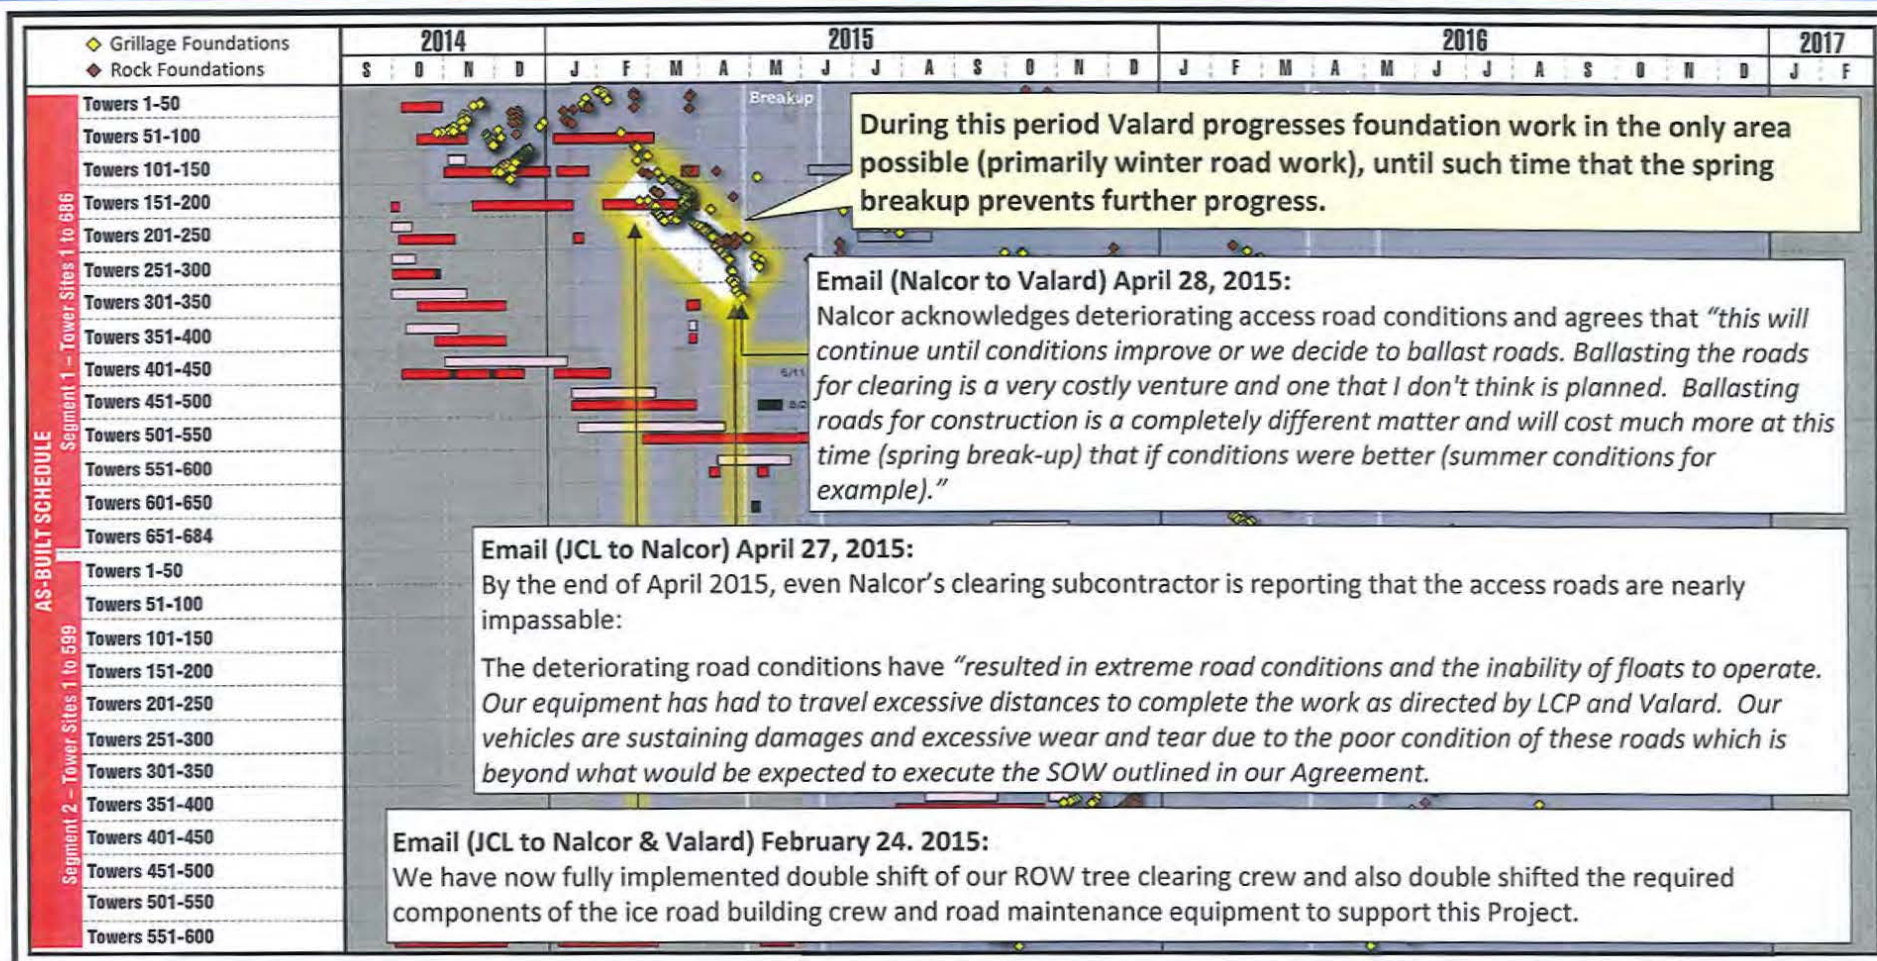 Grillage Foundations
Rock Foundations
2014 2015 2016 2017
S O N D J F M A M J J A S O N D J F M A M J J A S O N D J F
AS-BUILT SCHEDULE
Segment 1 – Tower Sites 1 to 686
Towers 1-50
Towers 51-100
Towers 101-150
Towers 151-200
Towers 201-250
Towers 251-300
Towers 301-350
Towers 351-400
Towers 401-450
Towers 451-500
Towers 501-550
Towers 551-600
Towers 601-650
Towers 651-684
Segment 2 – Tower Sites 1 to 599
Towers 1-50
Towers 51-100
Towers 101-150
Towers 151-200
Towers 201-250
Towers 251-300
Towers 301-350
Towers 351-400
Towers 401-450
Towers 451-500
Towers 501-550
Towers 551-600
Breakup
During this period Valard progresses foundation work in the only area
possible (primarily winter road work), until such time that the spring
breakup prevents further progress.
Email (Nalcor to Valard) April 28, 2015:
Nalcor acknowledges deteriorating access road conditions and agrees that “this will
continue until conditions improve or we decide to ballast roads. Ballasting the roads
for clearing is a very costly venture and one that I don't think is planned. Ballasting
roads for construction is a completely different matter and will cost much more at this
time (spring break-up) that if conditions were better (summer conditions for
example).”
Email (JCL to Nalcor) April 27, 2015:
By the end of April 2015, even Nalcor’s clearing subcontractor is reporting that the access roads are nearly
impassable:
The deteriorating road conditions have “resulted in extreme road conditions and the inability of floats to operate.
Our equipment has had to travel excessive distances to complete the work as directed by LCP and Valard. Our
vehicles are sustaining damages and excessive wear and tear due to the poor condition of these roads which is
beyond what would be expected to execute the SOW outlined in our Agreement.
Email (JCL to Nalcor & Valard) February 24. 2015:
We have now fully implemented double shift of our ROW tree clearing crew and also double shifted the required
components of the ice road building crew and road maintenance equipment to support this Project.